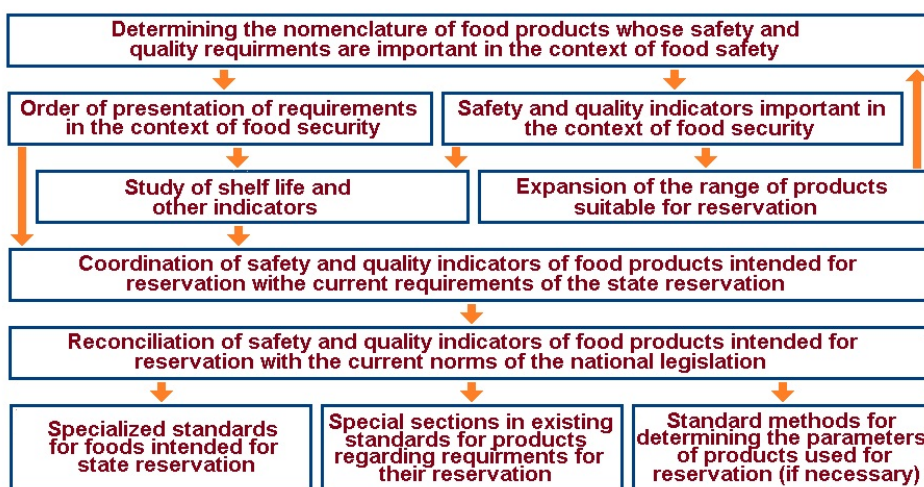 Determining the nomenclature of food products whose safety and
quality requirments are important in the context of food safety
Order of presentation of requirements
in the context of food security
Safety and quality indicators important in
the context of food security
Study of shelf life and
other indicators
Expansion of the range of products
suitable for reservation
Coordination of safety and quality indicators of food products intended for
reservation withe current requirements of the state reservation
Reconciliation of safety and quality indicators of food products intended for
reservation with the current norms of the national legislation
Specialized standards
for foods intended for
state reservation
Special sections in existing
standards for products
regarding requirments for
their reservation
Standard methods for
determining the parameters
of products used for
reservation (if necessary)